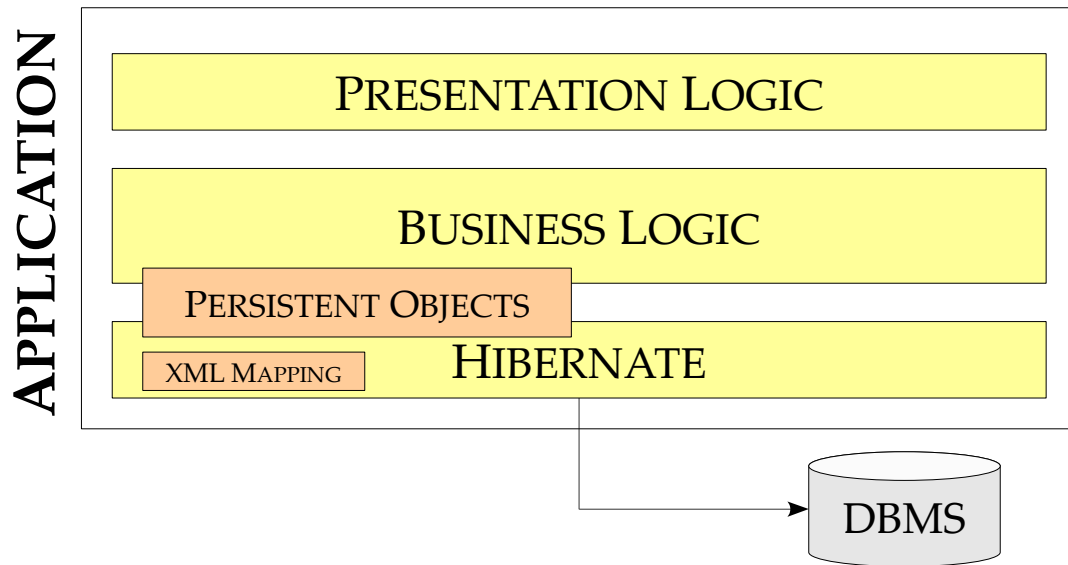 APPLICATION
PRESENTATION LOGIC
BUSINESS LOGIC
PERSISTENT OBJECTS
XML MAPPING
HIBERNATE
DBMS